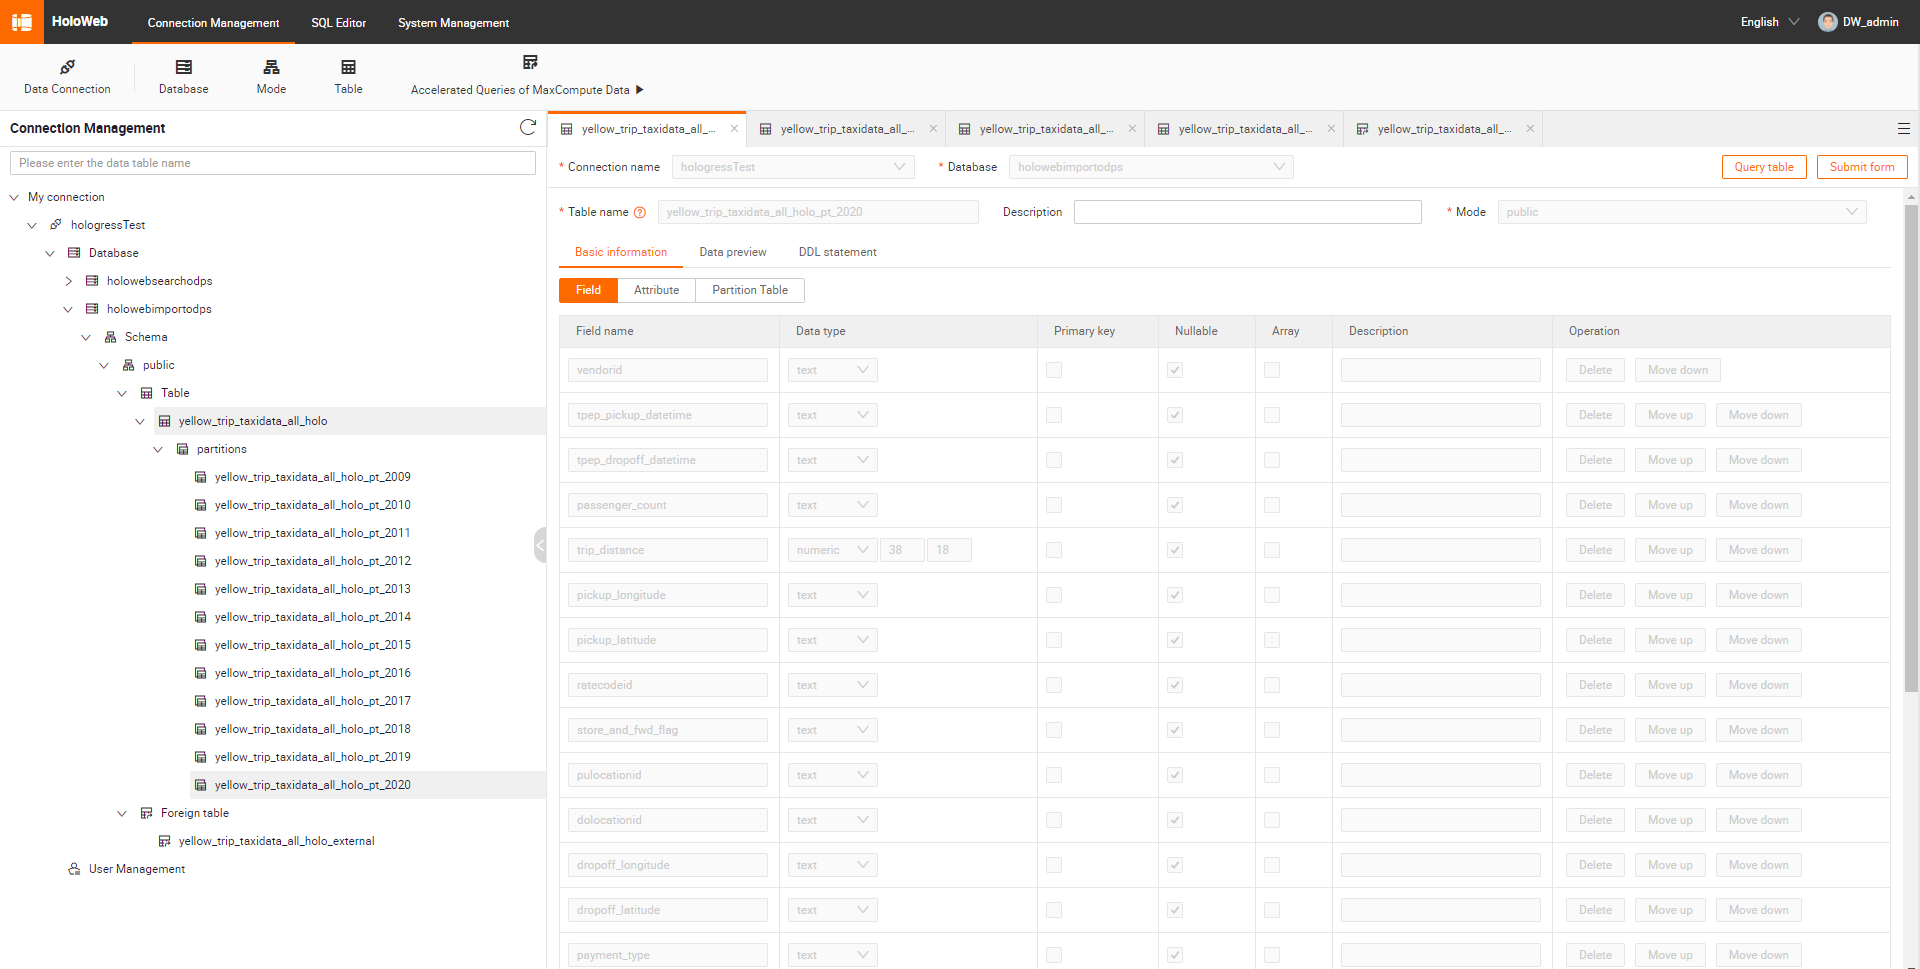 HoloWeb
Connection Management
SQL Editor
System Management
English
DW_admin
Data Connection
Database
Mode
Table
Accelerated Queries of MaxCompute Data
Connection Management
Please enter the data table name
My connection
hologressTest
Database
holowebsearchodps
holowebimportodps
Schema
public
Table
yellow_trip_taxidata_all_holo
partitions
yellow_trip_taxidata_all_holo_pt_2009
yellow_trip_taxidata_all_holo_pt_2010
yellow_trip_taxidata_all_holo_pt_2011
yellow_trip_taxidata_all_holo_pt_2012
yellow_trip_taxidata_all_holo_pt_2013
yellow_trip_taxidata_all_holo_pt_2014
yellow_trip_taxidata_all_holo_pt_2015
yellow_trip_taxidata_all_holo_pt_2016
yellow_trip_taxidata_all_holo_pt_2017
yellow_trip_taxidata_all_holo_pt_2018
yellow_trip_taxidata_all_holo_pt_2019
yellow_trip_taxidata_all_holo_pt_2020
Foreign table
yellow_trip_taxidata_all_holo_external
User Management
yellow_trip_taxidata_all_...
yellow_trip_taxidata_all_...
yellow_trip_taxidata_all_...
yellow_trip_taxidata_all_...
yellow_trip_taxidata_all_...
* Connection name hologressTest * Database holowebimportodps Query table Submit form
* Table name yellow_trip_taxidata_all_holo_pt_2020 Description * Mode public
Basic information Data preview DDL statement
Field Attribute Partition Table
Field name Data type Primary key Nullable Array Description Operation
vendorid text Delete Move down
tpep_pickup_datetime text Delete Move up Move down
tpep_dropoff_datetime text Delete Move up Move down
passenger_count text Delete Move up Move down
trip_distance numeric 38 18 Delete Move up Move down
pickup_longitude text Delete Move up Move down
pickup_latitude text Delete Move up Move down
ratecodeid text Delete Move up Move down
store_and_fwd_flag text Delete Move up Move down
pulocationid text Delete Move up Move down
dolocationid text Delete Move up Move down
dropoff_longitude text Delete Move up Move down
dropoff_latitude text Delete Move up Move down
payment_type text Delete Move up Move down